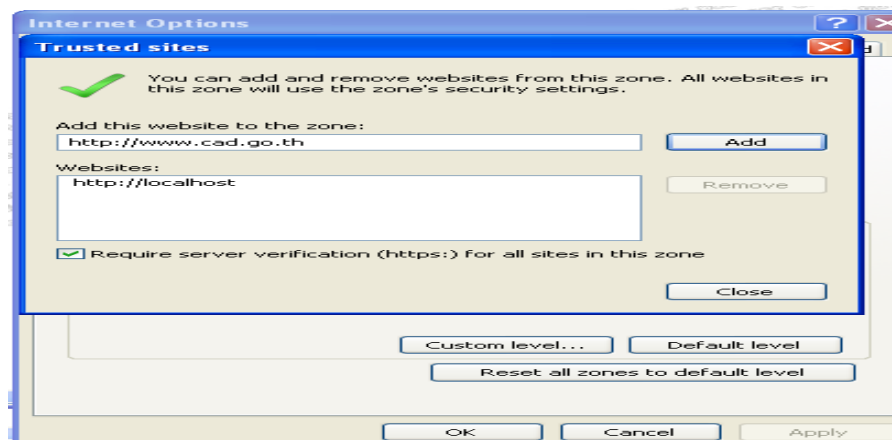 Internet Options
Trusted sites
You can add and remove websites from this zone. All websites in
this zone will use the zone's security settings.
Add this website to the zone:
http://www.cad.go.th
Add
Websites:
http://localhost
Remove
Require server verification (https:) for all sites in this zone
Close
Custom level...
Default level
Reset all zones to default level
OK
Cancel
Apply